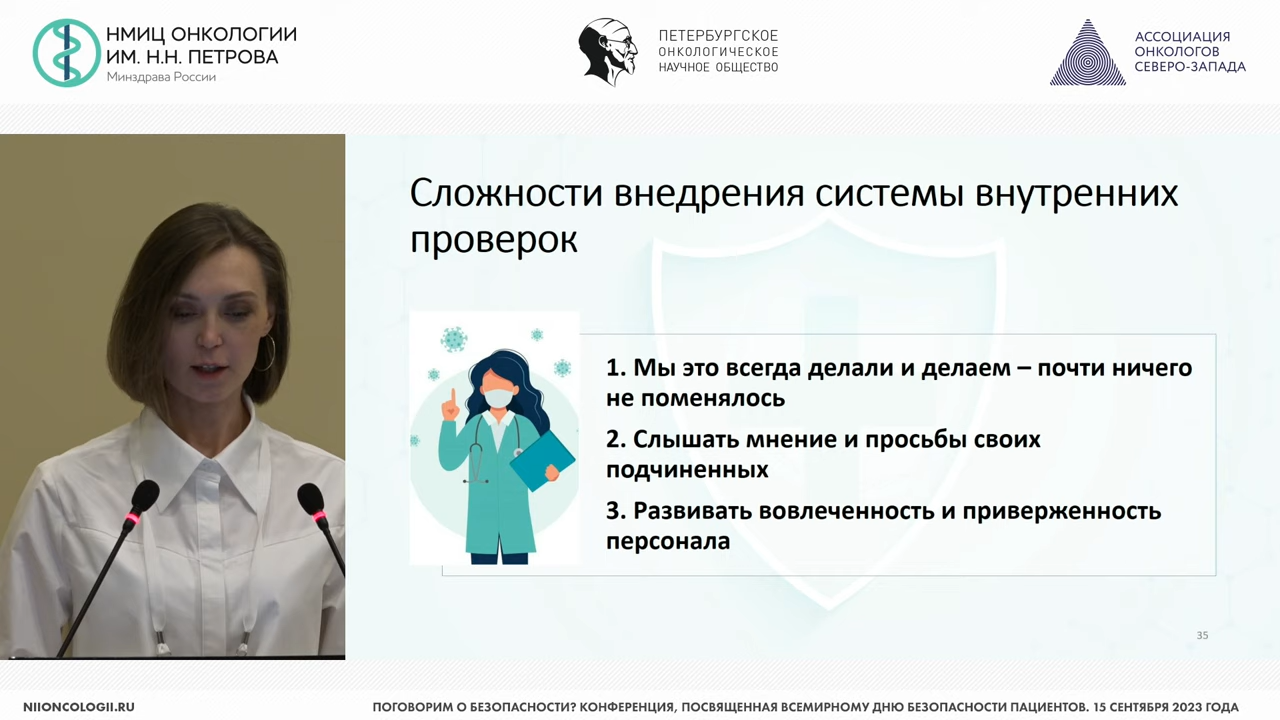 НМИЦ ОНКОЛОГИИ
ИМ. Н.Н. ПЕТРОВА
Минздрава России
ПЕТЕРБУРГСКОЕ
ОНКОЛОГИЧЕСКОЕ
НАУЧНОЕ ОБЩЕСТВО
АССОЦИАЦИЯ
ОНКОЛОГОВ
СЕВЕРО-ЗАПАДА
Сложности внедрения системы внутренних
проверок
1. Мы это всегда делали и делаем – почти ничего
не поменялось
2. Слышать мнение и просьбы своих
подчиненных
3. Развивать вовлеченность и приверженность
персонала
35
NIIONCOLOGII.RU
ПОГОВОРИМ О БЕЗОПАСНОСТИ? КОНФЕРЕНЦИЯ, ПОСВЯЩЕННАЯ ВСЕМИРНОМУ ДНЮ БЕЗОПАСНОСТИ ПАЦИЕНТОВ. 15 СЕНТЯБРЯ 2023 ГОДА